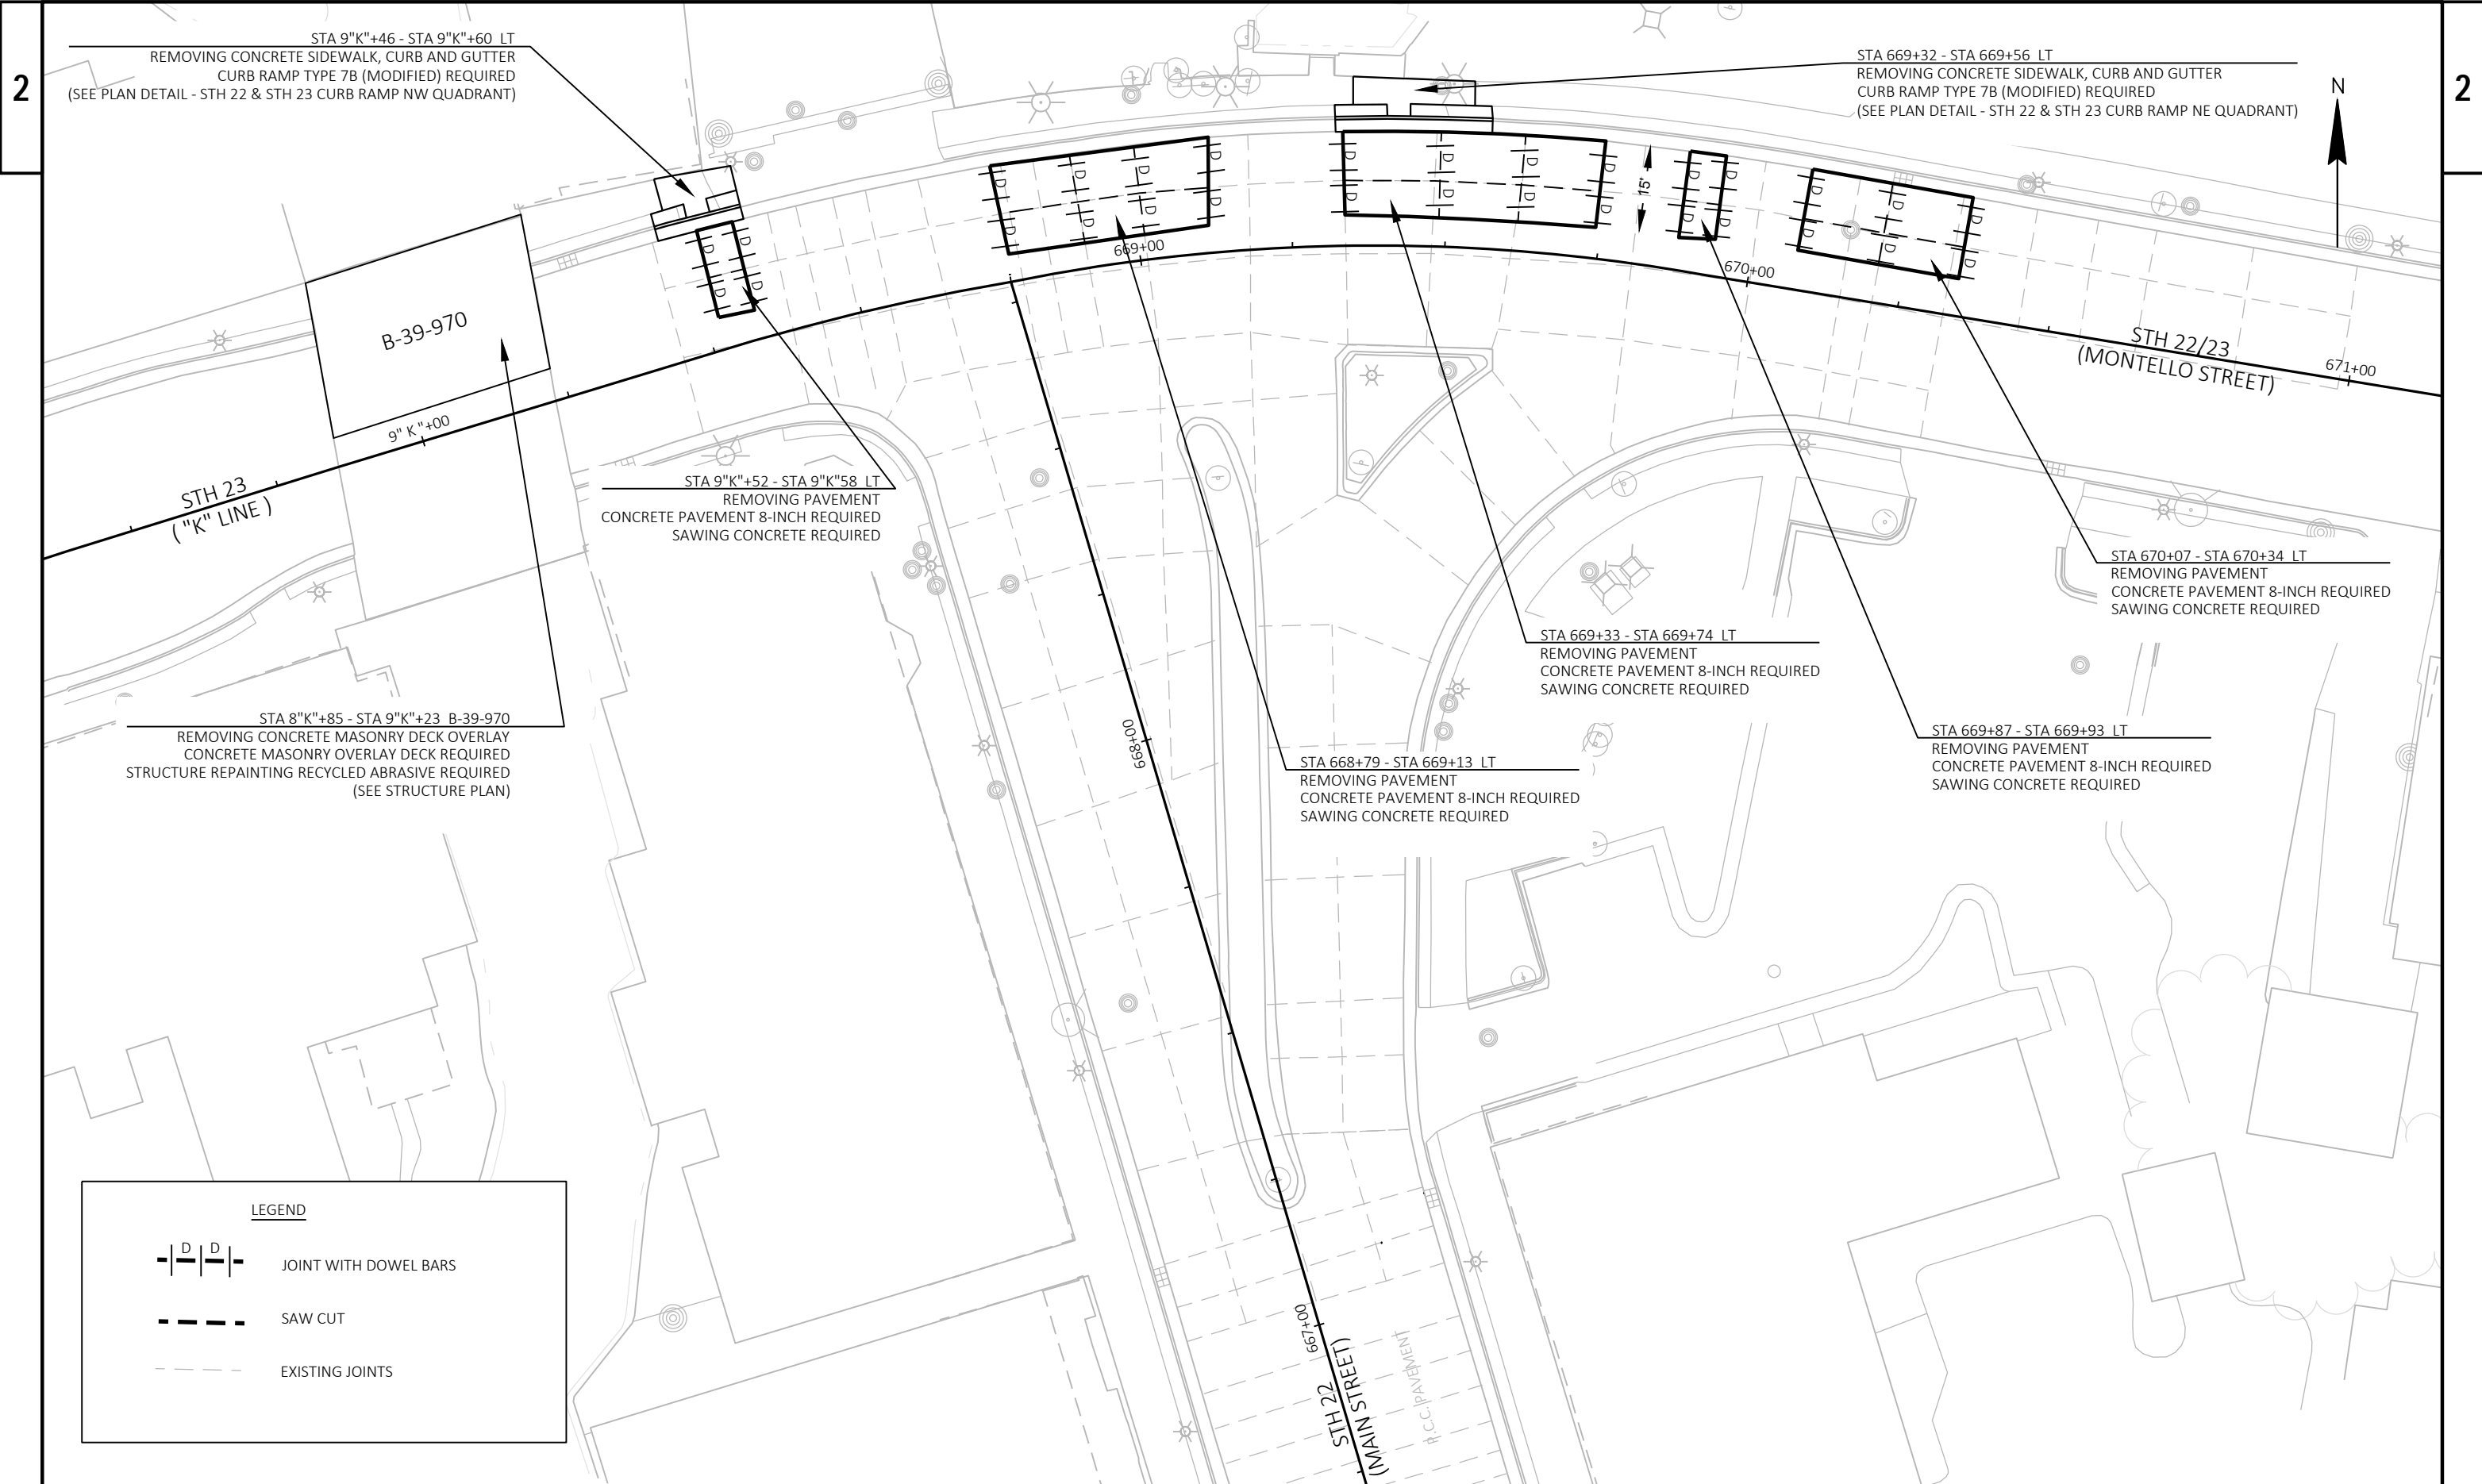 2
2
STA 9"K"+46 - STA 9"K"+60 LT
REMOVING CONCRETE SIDEWALK, CURB AND GUTTER
CURB RAMP TYPE 7B (MODIFIED) REQUIRED
(SEE PLAN DETAIL - STH 22 & STH 23 CURB RAMP NW QUADRANT)
STA 669+32 - STA 669+56 LT
REMOVING CONCRETE SIDEWALK, CURB AND GUTTER
CURB RAMP TYPE 7B (MODIFIED) REQUIRED
(SEE PLAN DETAIL - STH 22 & STH 23 CURB RAMP NE QUADRANT)
N
D D
D D D D D D D D
D D D D D D D D
15'
D D
D D D D D D
D D D D
669+00
670+00
671+00
B-39-970
9" K "+00
STH 22/23
(MONTELLO STREET)
STH 23
( "K" LINE )
STA 9"K"+52 - STA 9"K"58 LT
REMOVING PAVEMENT
CONCRETE PAVEMENT 8-INCH REQUIRED
SAWING CONCRETE REQUIRED
STA 670+07 - STA 670+34 LT
REMOVING PAVEMENT
CONCRETE PAVEMENT 8-INCH REQUIRED
SAWING CONCRETE REQUIRED
STA 669+33 - STA 669+74 LT
REMOVING PAVEMENT
CONCRETE PAVEMENT 8-INCH REQUIRED
SAWING CONCRETE REQUIRED
STA 8"K"+85 - STA 9"K"+23 B-39-970
REMOVING CONCRETE MASONRY DECK OVERLAY
CONCRETE MASONRY OVERLAY DECK REQUIRED
STRUCTURE REPAINTING RECYCLED ABRASIVE REQUIRED
(SEE STRUCTURE PLAN)
668+00
STA 668+79 - STA 669+13 LT
REMOVING PAVEMENT
CONCRETE PAVEMENT 8-INCH REQUIRED
SAWING CONCRETE REQUIRED
STA 669+87 - STA 669+93 LT
REMOVING PAVEMENT
CONCRETE PAVEMENT 8-INCH REQUIRED
SAWING CONCRETE REQUIRED
LEGEND
D D
JOINT WITH DOWEL BARS
SAW CUT
EXISTING JOINTS
667+00
STH 22
(MAIN STREET)
P.C.C. PAVEMENT